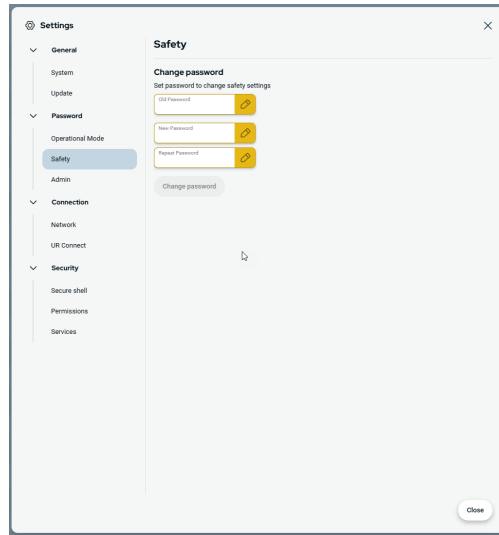 Settings
General
System
Update
Password
Operational Mode
Safety
Admin
Connection
Network
UR Connect
Security
Secure shell
Permissions
Services
Safety
Change password
Set password to change safety settings
Old Password
New Password
Repeat Password
Change password
Close